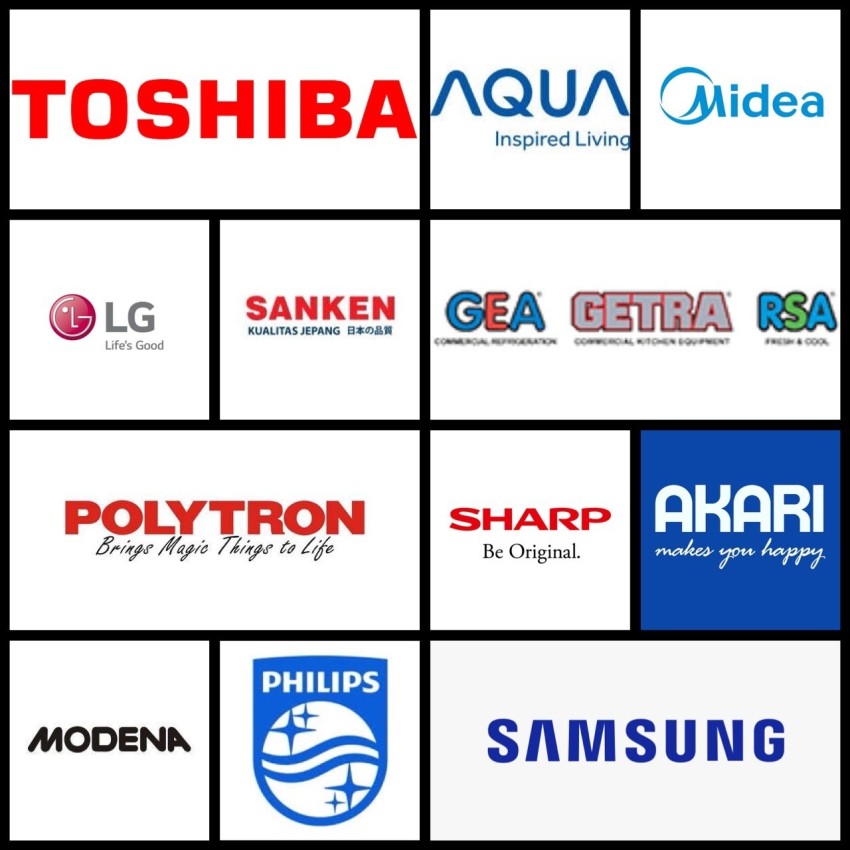 TOSHIBA
AQUA
Inspired Living
Midea
LG
Life's Good
SANKEN
KUALITAS JEPANG 日本の品質
GEA
COMMERCIAL REFRIGERATION
GETRA
COMMERCIAL KITCHEN EQUIPMENT
RSA
FRESH & COOL
POLYTRON
Brings Magic Things to Life
SHARP
Be Original.
AKARI
makes you happy
MODENA
PHILIPS
SAMSUNG